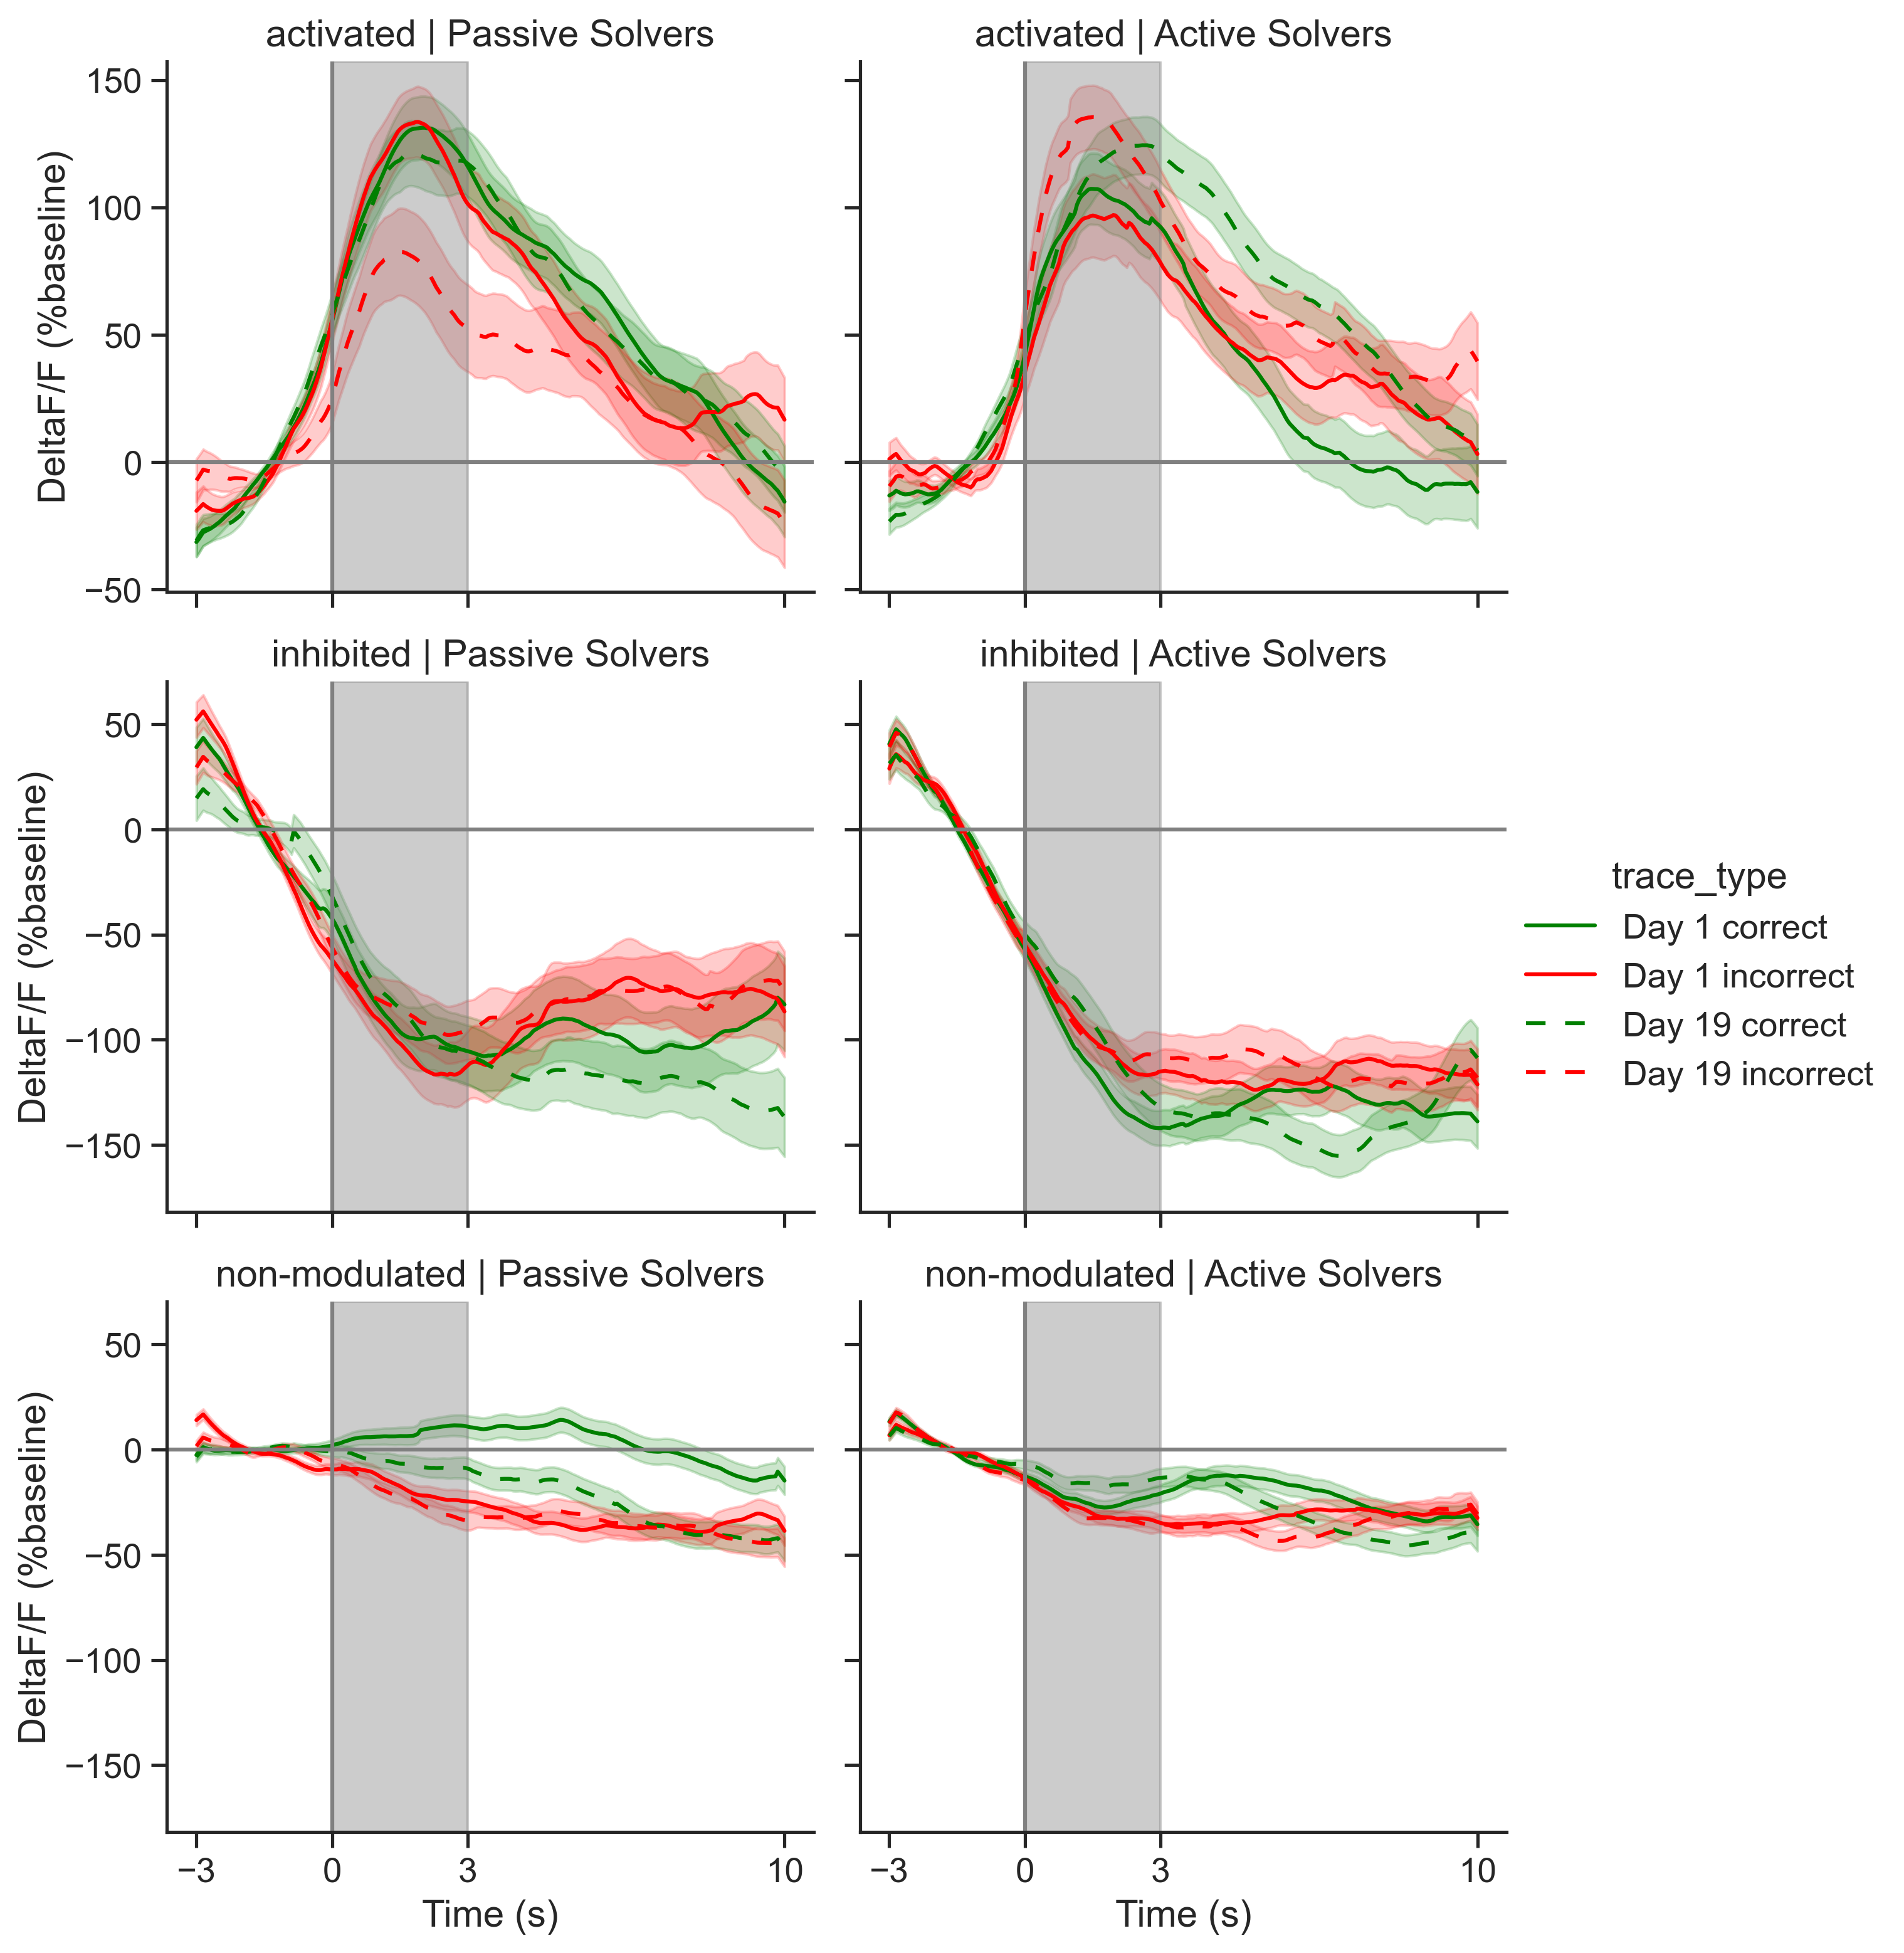 activated | Passive Solvers
activated | Active Solvers
DeltaF/F (%baseline)
150
100
50
0
−50
inhibited | Passive Solvers
inhibited | Active Solvers
DeltaF/F (%baseline)
50
0
−50
−100
−150
trace_type
Day 1 correct
Day 1 incorrect
Day 19 correct
Day 19 incorrect
non-modulated | Passive Solvers
non-modulated | Active Solvers
DeltaF/F (%baseline)
50
0
−50
−100
−150
−3 0 3 10
−3 0 3 10
Time (s)
Time (s)